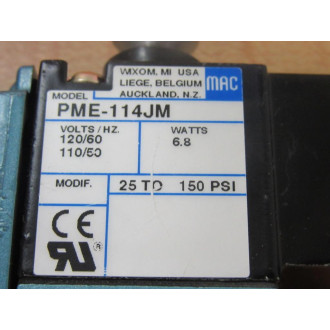 WIXOM, MI USA
LIEGE, BELGIUM
AUCKLAND, N.Z.
MAC
MODEL
PME-114JM
VOLTS/HZ. WATTS
120/60 6.8
110/50
MODIF. 25 TO 150 PSI
CE
RU